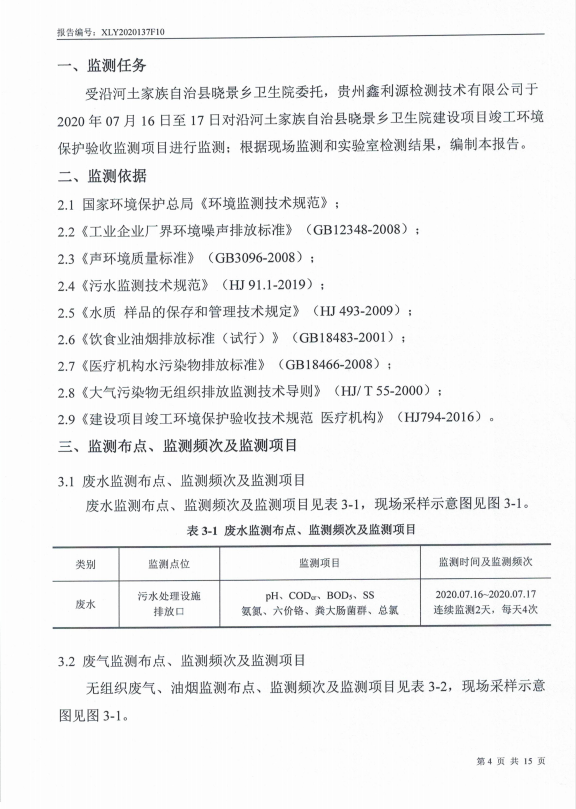 报告编号：XLY2020137F10
一、监测任务
受沿河土家族自治县晓景乡卫生院委托，贵州鑫利源检测技术有限公司于
2020 年 07 月 16 日至 17 日对沿河土家族自治县晓景乡卫生院建设项目竣工环境
保护验收监测项目进行监测；根据现场监测和实验室检测结果，编制本报告。
二、监测依据
2.1 国家环境保护总局《环境监测技术规范》；
2.2《工业企业厂界环境噪声排放标准》（GB12348-2008）；
2.3《声环境质量标准》（GB3096-2008）；
2.4《污水监测技术规范》（HJ 91.1-2019）；
2.5《水质 样品的保存和管理技术规定》（HJ 493-2009）；
2.6《饮食业油烟排放标准（试行）》（GB18483-2001）；
2.7《医疗机构水污染物排放标准》（GB18466-2008）；
2.8《大气污染物无组织排放监测技术导则》（HJ/ T 55-2000）；
2.9《建设项目竣工环境保护验收技术规范 医疗机构》（HJ794-2016）。
三、监测布点、监测频次及监测项目
3.1 废水监测布点、监测频次及监测项目
废水监测布点、监测频次及监测项目见表 3-1，现场采样示意图见图 3-1。
表 3-1 废水监测布点、监测频次及监测项目
类别 监测点位 监测项目 监测时间及监测频次
废水 污水处理设施 pH、CODcr、BOD5、SS 2020.07.16~2020.07.17
排放口 氨氮、六价铬、粪大肠菌群、总氯 连续监测2天，每天4次
3.2 废气监测布点、监测频次及监测项目
无组织废气、油烟监测布点、监测频次及监测项目见表 3-2，现场采样示意
图见图 3-1。
第 4 页 共 15 页